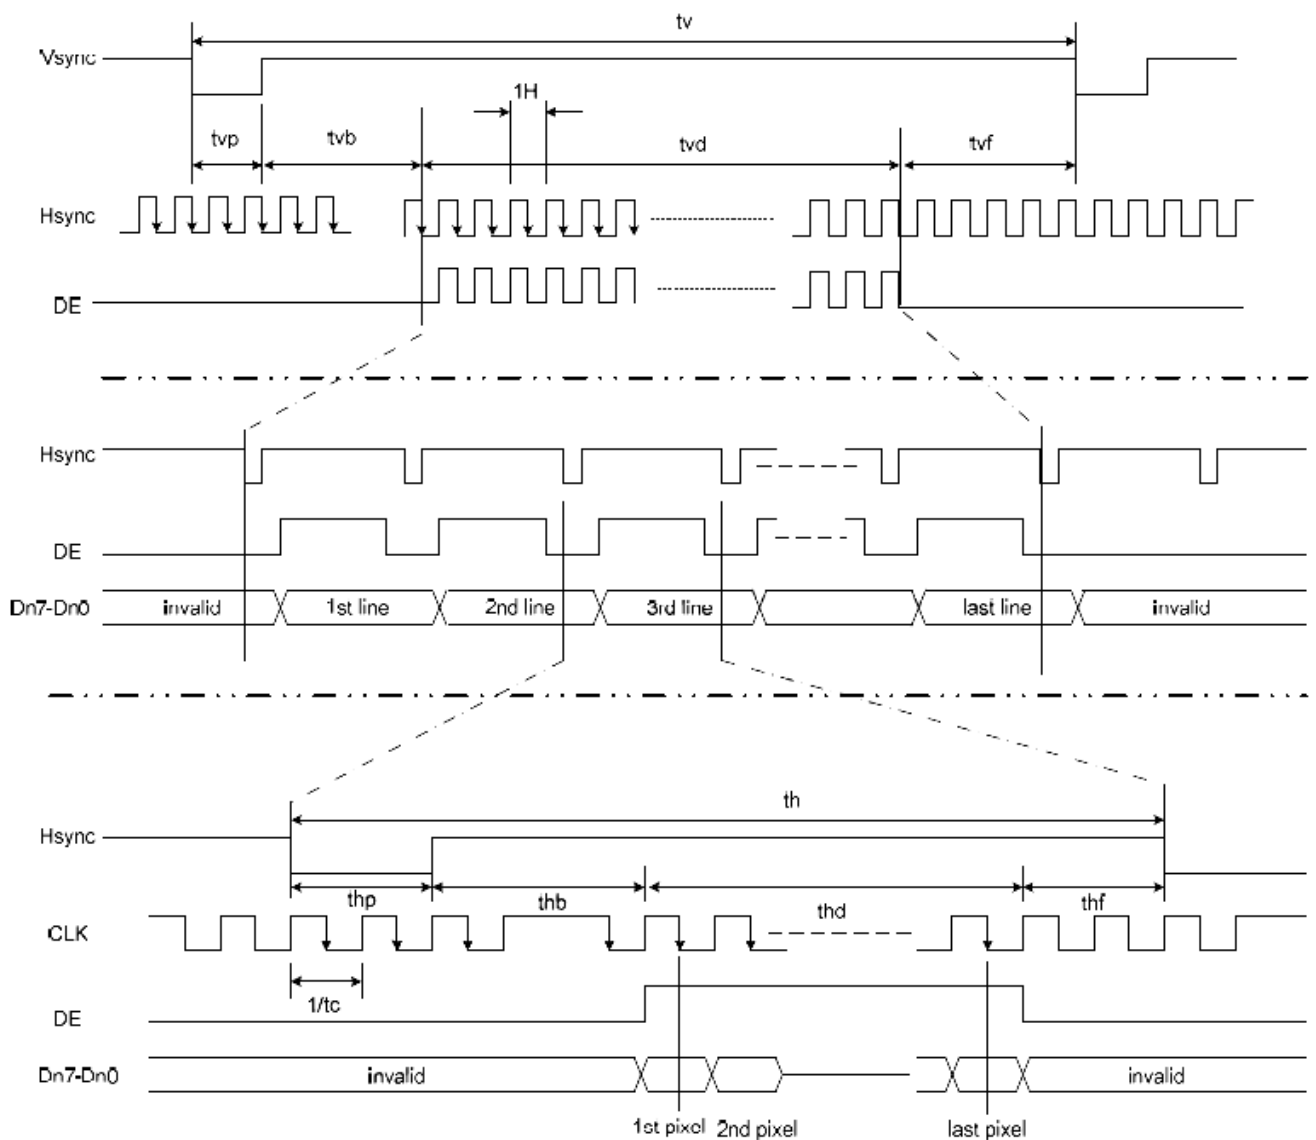 tv
Vsync
1H
tvp
tvb
tvd
tvf
Hsync
DE
Hsync
DE
Dn7-Dn0
invalid
1st line
2nd line
3rd line
last line
invalid
th
Hsync
thp
thb
thd
thf
CLK
1/tc
DE
Dn7-Dn0
invalid
invalid
1st pixel
2nd pixel
last pixel